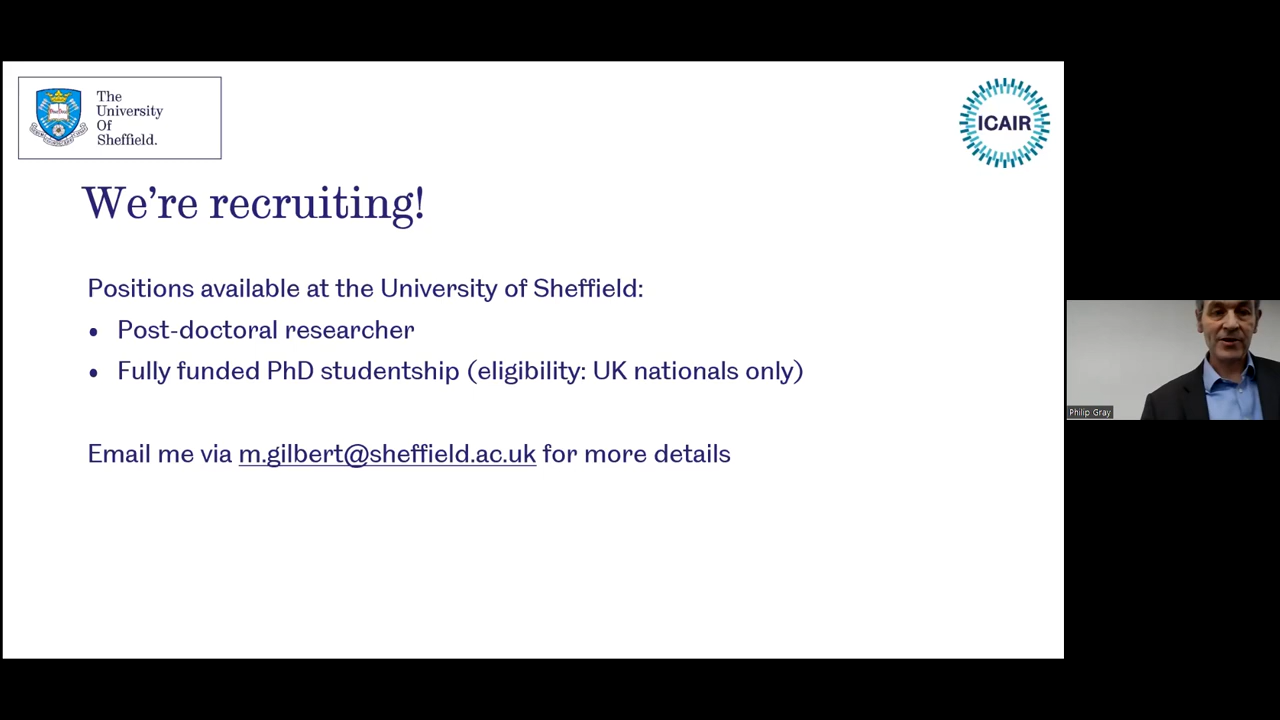 The
University
Of
Sheffield.
ICAIR
We're recruiting!
Positions available at the University of Sheffield:
• Post-doctoral researcher
• Fully funded PhD studentship (eligibility: UK nationals only)
Email me via m.gilbert@sheffield.ac.uk for more details
Philip Gray